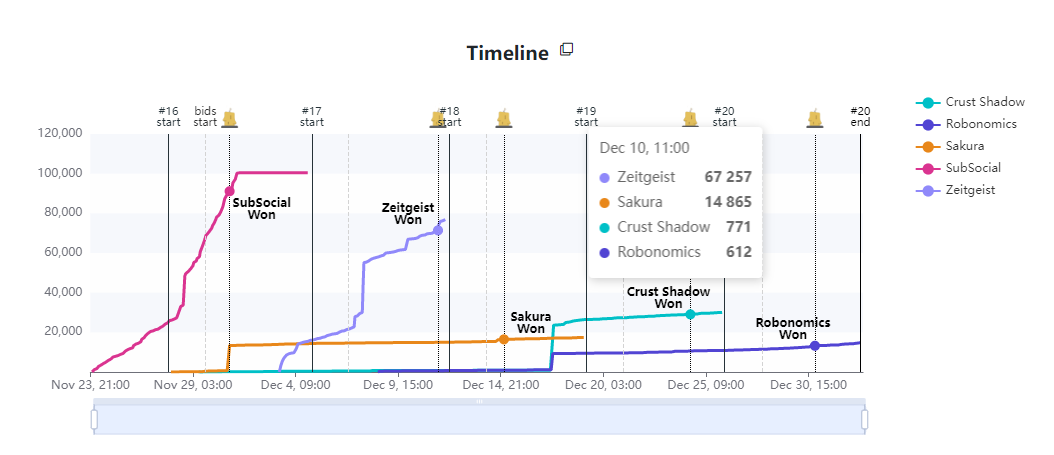 Timeline
#16 start
bids start
#17 start
#18 start
#19 start
#20 start
#20 end
Crust Shadow
Robonomics
Sakura
SubSocial
Zeitgeist
120,000
100,000
80,000
60,000
40,000
20,000
SubSocial
Won
Zeitgeist
Won
Dec 10, 11:00
Zeitgeist 67 257
Sakura 14 865
Crust Shadow 771
Robonomics 612
Crust Shadow
Won
Sakura
Won
Robonomics
Won
Nov 23, 21:00
Nov 29, 03:00
Dec 4, 09:00
Dec 9, 15:00
Dec 14, 21:00
Dec 20, 03:00
Dec 25, 09:00
Dec 30, 15:00